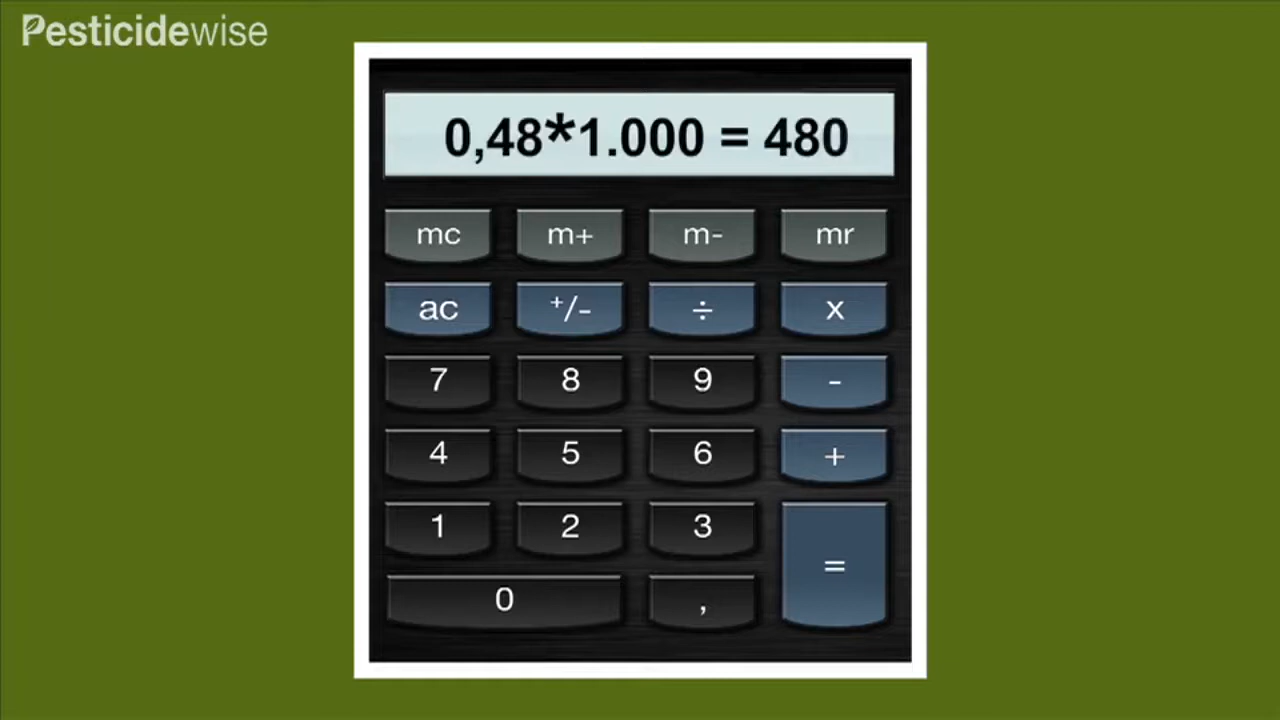 Pesticidewise
0,48*1.000 = 480
mc m+ m- mr
ac +/- ÷ x
7 8 9 -
4 5 6 +
1 2 3
=
0 ,